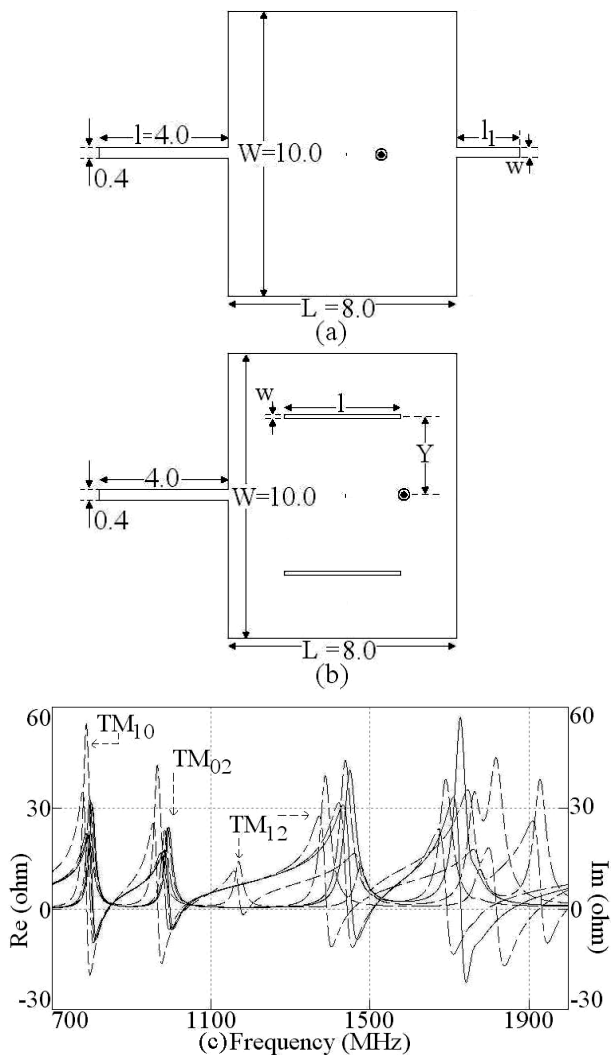 l=4.0
l1
W=10.0
0.4
w
L =8.0
(a)
w
l
Y
4.0
W=10.0
0.4
L =8.0
(b)
60
60
TM10
TM02
TM12
30
30
0
0
-30
-30
Re (ohm)
Im (ohm)
700
1100
1500
1900
(c)Frequency (MHz)